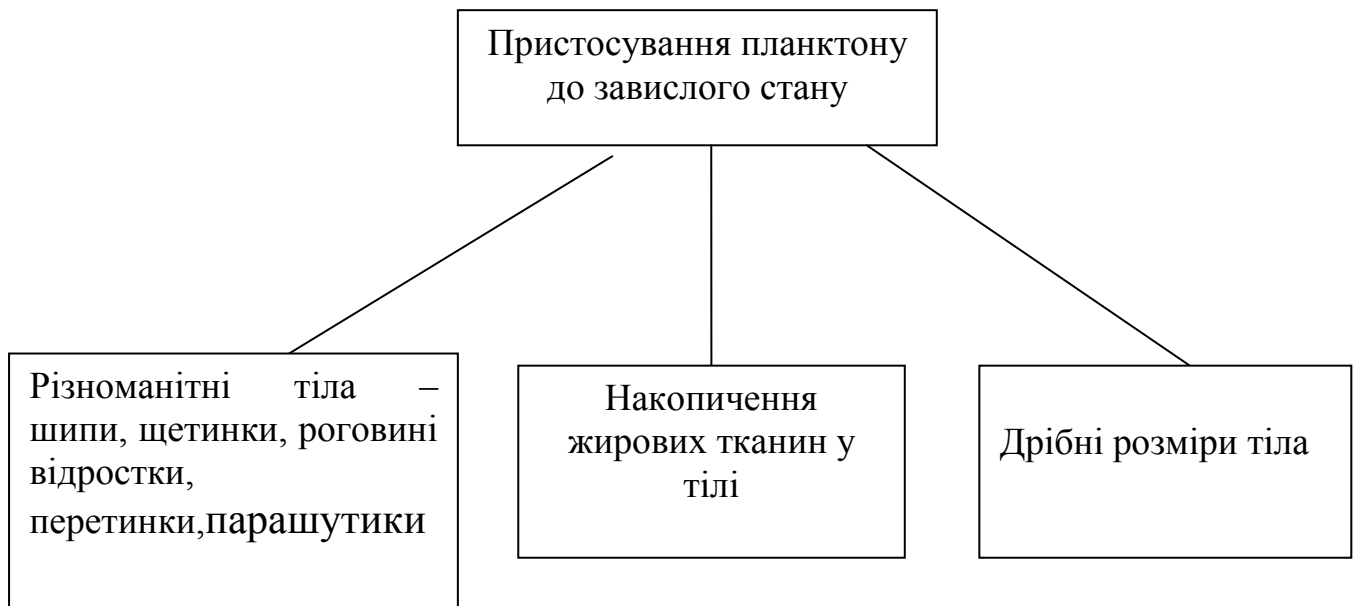 Пристосування планктону
до завислого стану
Різноманітні тіла –
шипи, щетинки, роговині
відростки,
перетинки,парашутики
Накопичення
жирових тканин у
тілі
Дрібні розміри тіла